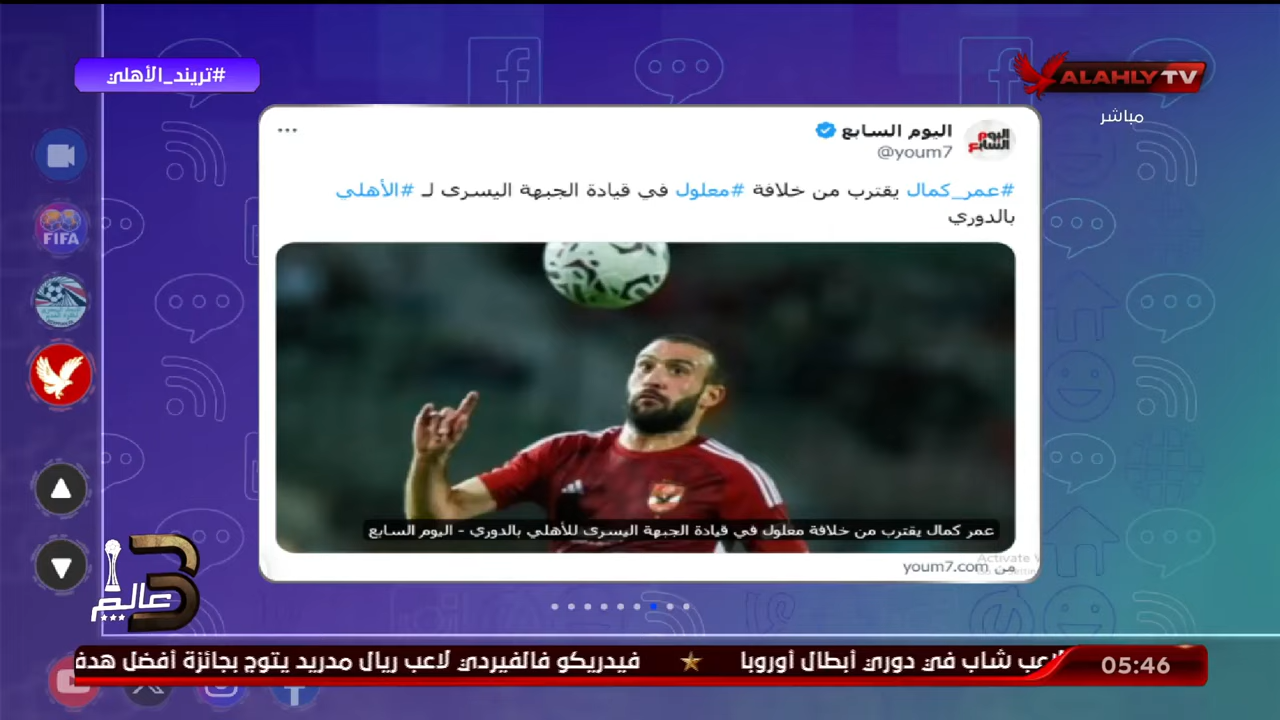 #تريند_الأهلي
ALAHLY TV
مباشر
اليوم السابع
@youm7
#عمر_كمال يقترب من خلافة #معلول في قيادة الجبهة اليسرى لـ #الأهلي
بالدوري
عمر كمال يقترب من خلافة معلول في قيادة الجبهة اليسرى للأهلي بالدوري - اليوم السابع
من youm7.com
FIFA
عالم
3
لاعب شاب في دوري أبطال أوروبا
فيدريكو فالفيردي لاعب ريال مدريد يتوج بجائزة أفضل هدف
05:46